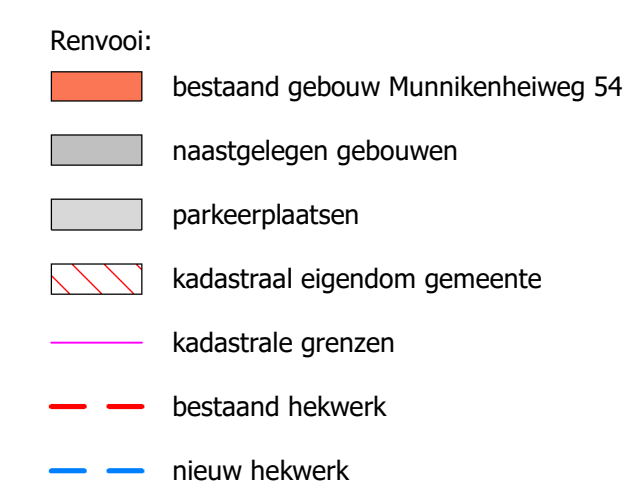 Renvooi:
bestaand gebouw Munnikenheiweg 54
naastgelegen gebouwen
parkeerplaatsen
kadastraal eigendom gemeente
kadastrale grenzen
bestaand hekwerk
nieuw hekwerk